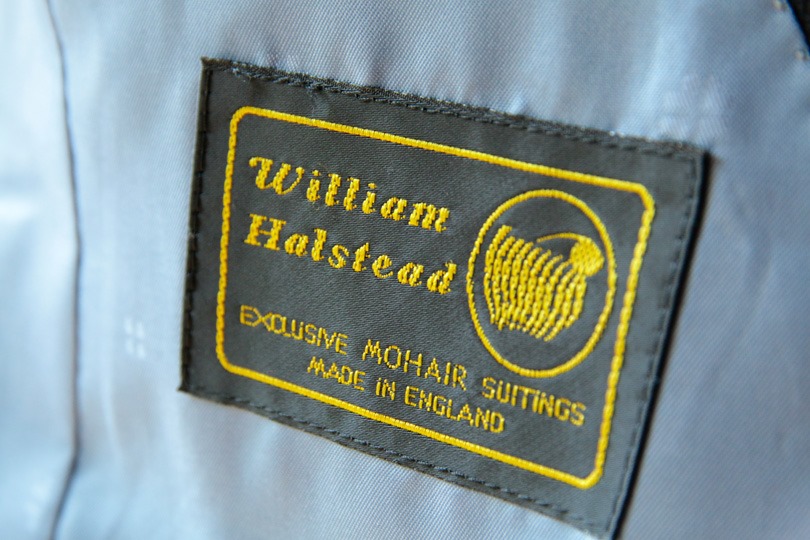 William
Halstead
EXCLUSIVE MOHAIR SUITINGS
MADE IN ENGLAND